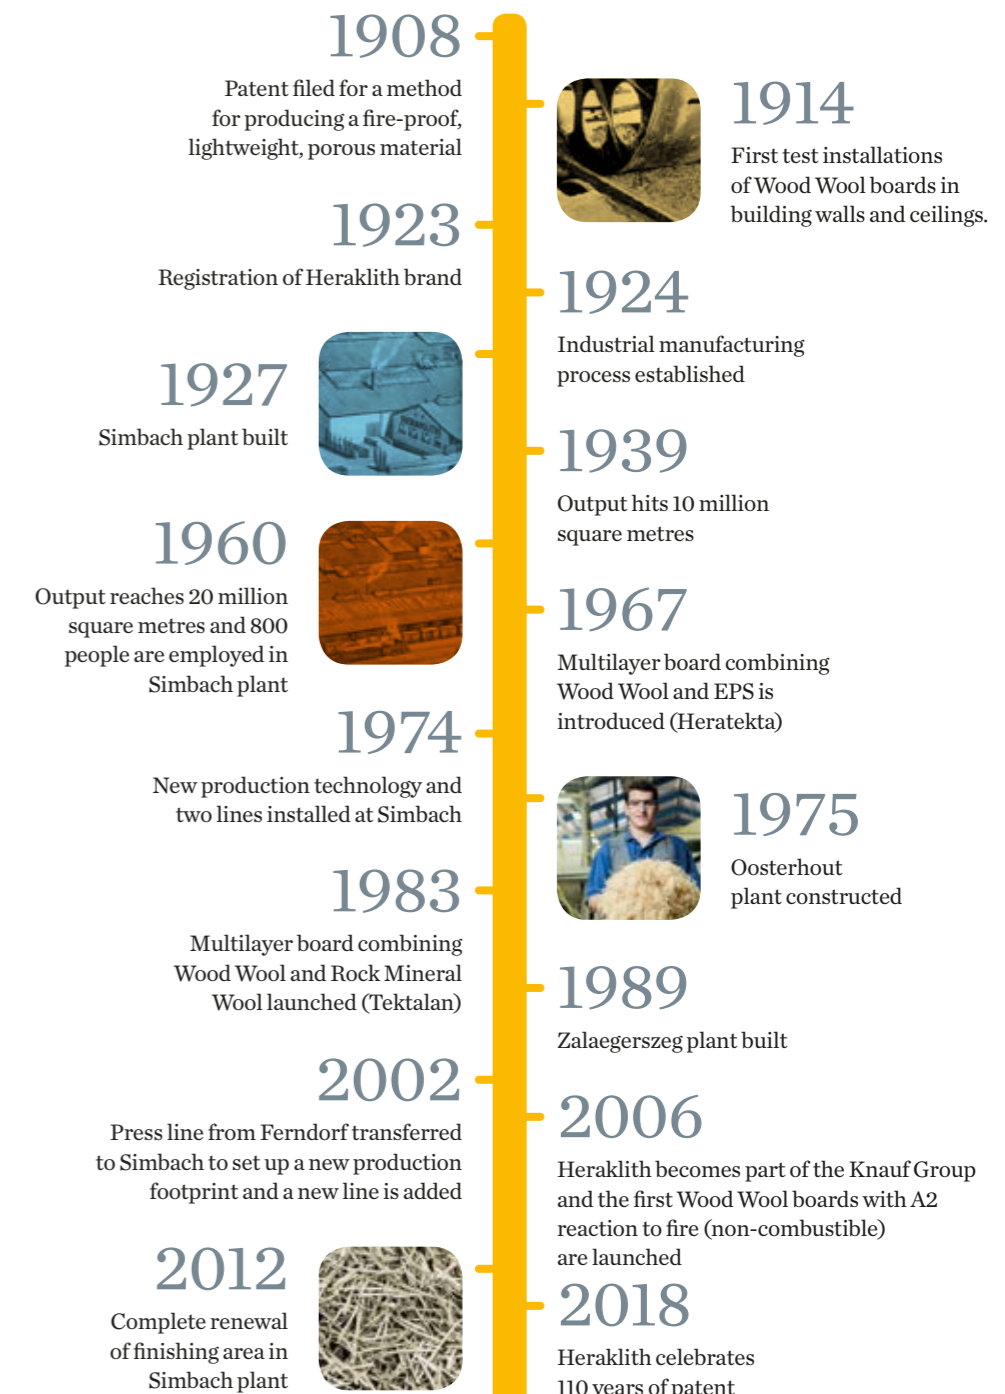 1908
Patent filed for a method
for producing a fire-proof,
lightweight, porous material
1914
First test installations
of Wood Wool boards in
building walls and ceilings.
1923
Registration of Heraklith brand
1924
Industrial manufacturing
process established
1927
Simbach plant built
1939
Output hits 10 million
square metres
1960
Output reaches 20 million
square metres and 800
people are employed in
Simbach plant
1967
Multilayer board combining
Wood Wool and EPS is
introduced (Heratekta)
1974
New production technology and
two lines installed at Simbach
1975
Oosterhout
plant constructed
1983
Multilayer board combining
Wood Wool and Rock Mineral
Wool launched (Tektalan)
1989
Zalaegerszeg plant built
2002
Press line from Ferndorf transferred
to Simbach to set up a new production
footprint and a new line is added
2006
Heraklith becomes part of the Knauf Group
and the first Wood Wool boards with A2
reaction to fire (non-combustible)
are launched
2012
Complete renewal
of finishing area in
Simbach plant
2018
Heraklith celebrates
110 years of patent